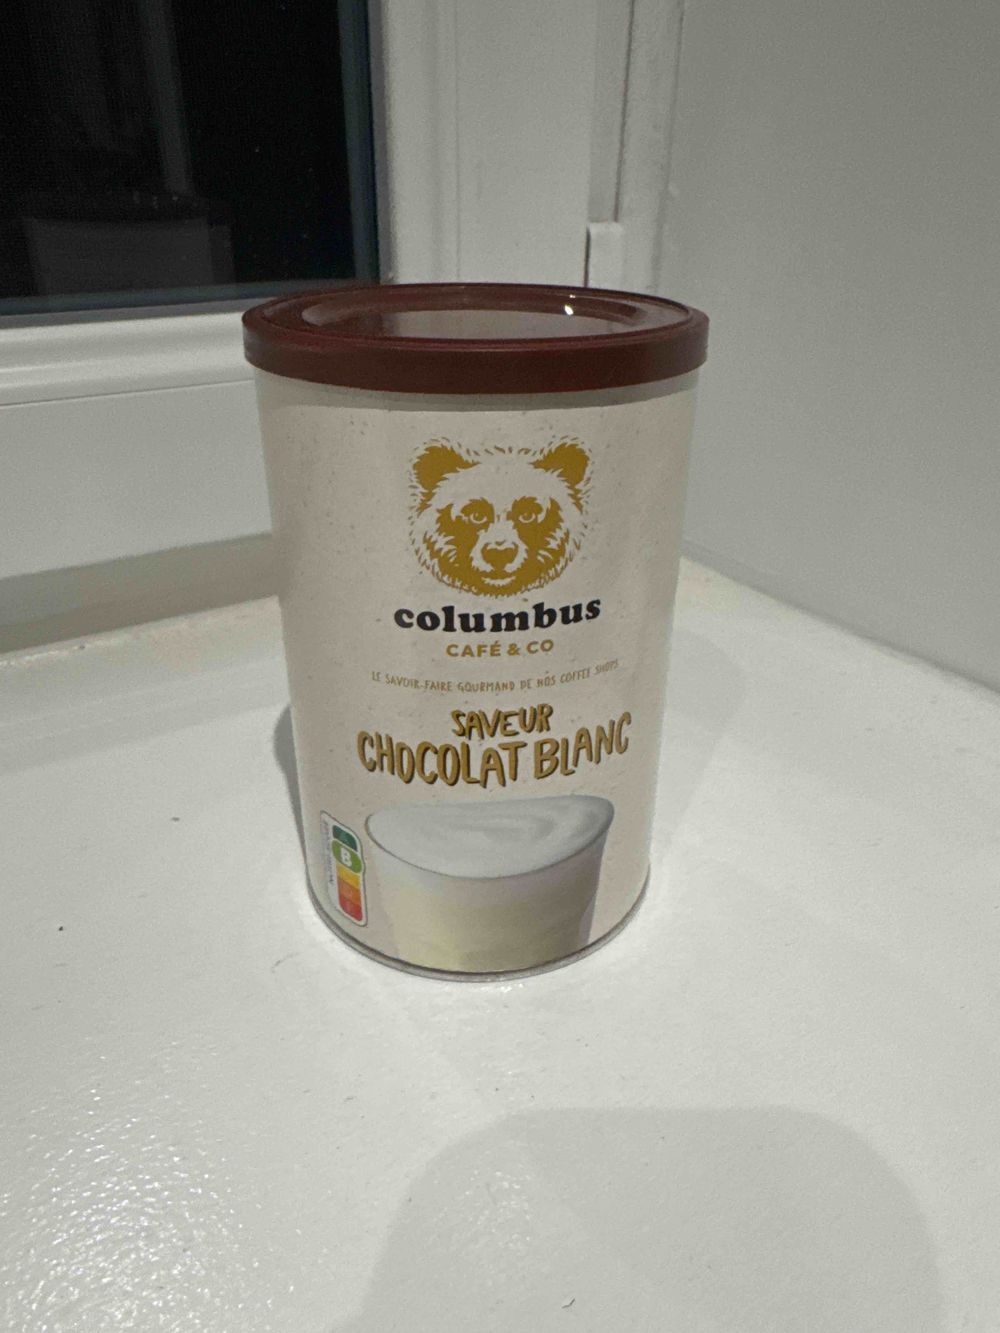 columbus
CAFÉ & CO
LE SAVOIR-FAIRE GOURMAND DE NOS COFFEE SHOPS
SAVEUR
CHOCOLAT BLANC
B